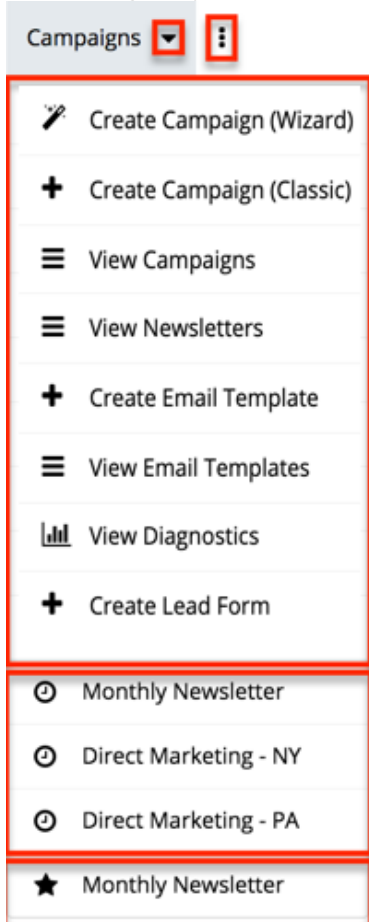 Campaigns
Create Campaign (Wizard)
Create Campaign (Classic)
View Campaigns
View Newsletters
Create Email Template
View Email Templates
View Diagnostics
Create Lead Form
Monthly Newsletter
Direct Marketing - NY
Direct Marketing - PA
Monthly Newsletter